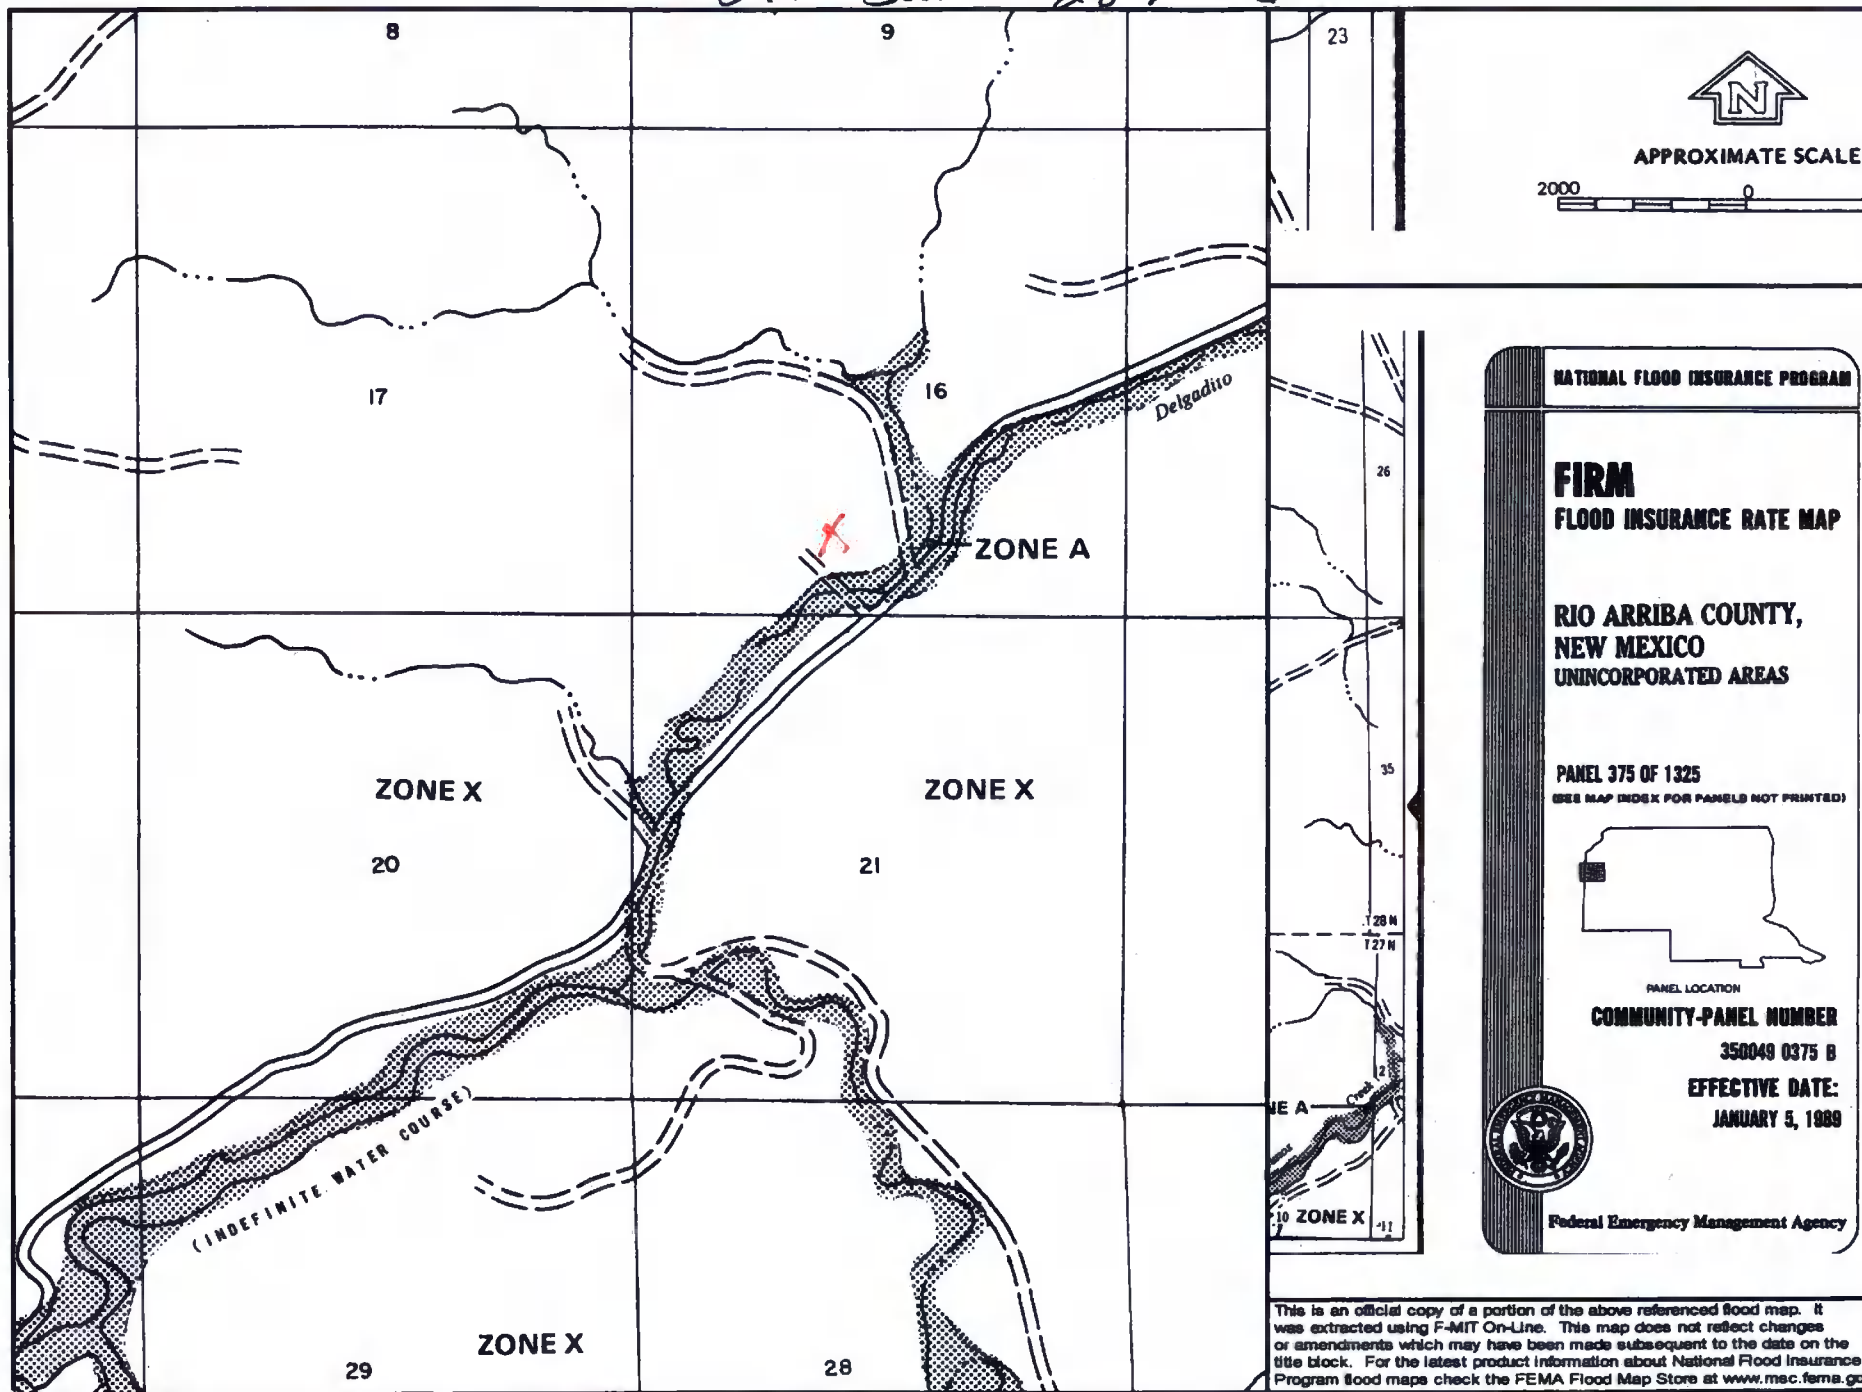 8
9
23
N
APPROXIMATE SCALE
2000 0
17
16
Delgadito
ZONE A
26
ZONE X
ZONE X
20
21
35
T28N
T27N
(INDEFINITE WATER COURSE)
Creek
2
NE A
10 ZONE X 11
ZONE X
29
28
NATIONAL FLOOD INSURANCE PROGRAM
FIRM
FLOOD INSURANCE RATE MAP
RIO ARRIBA COUNTY,
NEW MEXICO
UNINCORPORATED AREAS
PANEL 375 OF 1325
(SEE MAP INDEX FOR PANELS NOT PRINTED)
PANEL LOCATION
COMMUNITY-PANEL NUMBER
350049 0375 B
EFFECTIVE DATE:
JANUARY 5, 1989
Federal Emergency Management Agency
This is an official copy of a portion of the above referenced flood map. It
was extracted using F-MIT On-Line. This map does not reflect changes
or amendments which may have been made subsequent to the date on the
title block. For the latest product information about National Flood Insurance
Program flood maps check the FEMA Flood Map Store at www.msc.fema.go